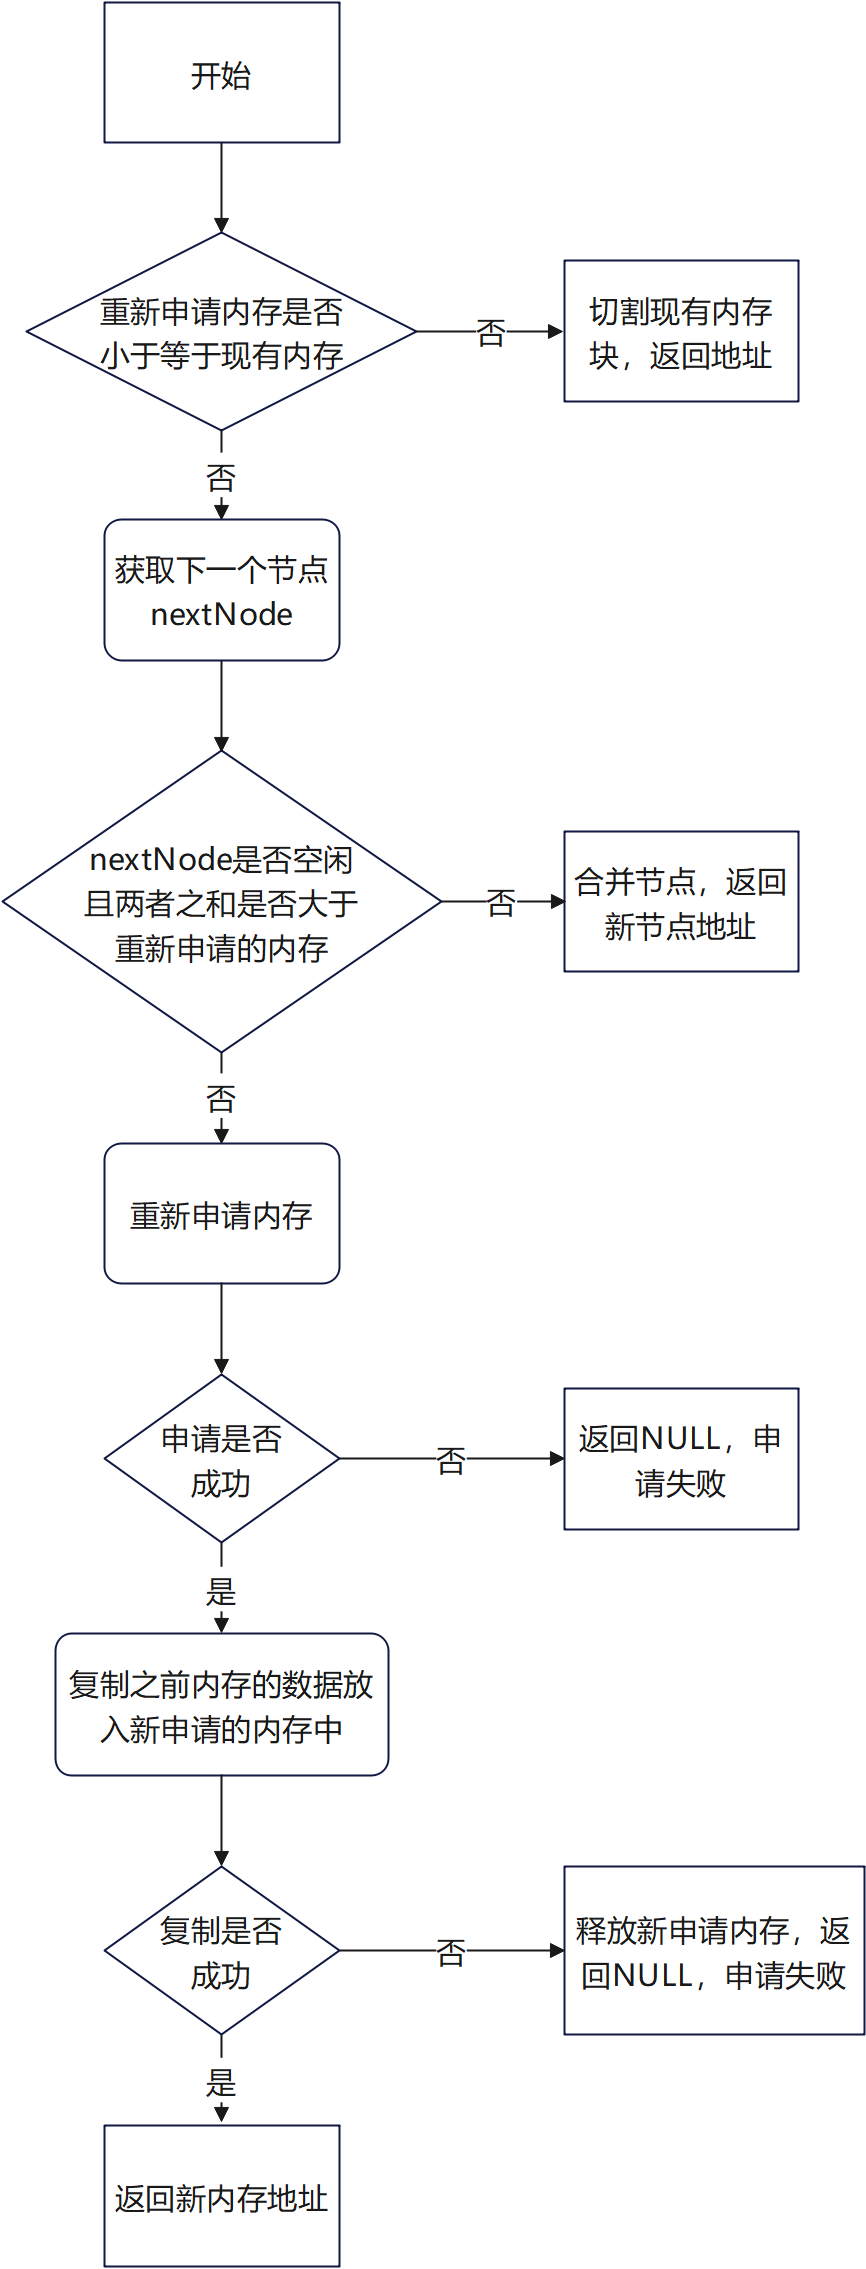 开始
重新申请内存是否
小于等于现有内存
否
切割现有内存
块，返回地址
否
获取下一个节点
nextNode
nextNode是否空闲
且两者之和是否大于
重新申请的内存
否
合并节点，返回
新节点地址
否
重新申请内存
申请是否
成功
否
返回NULL，申
请失败
是
复制之前内存的数据放
入新申请的内存中
复制是否
成功
否
释放新申请内存，返
回NULL，申请失败
是
返回新内存地址